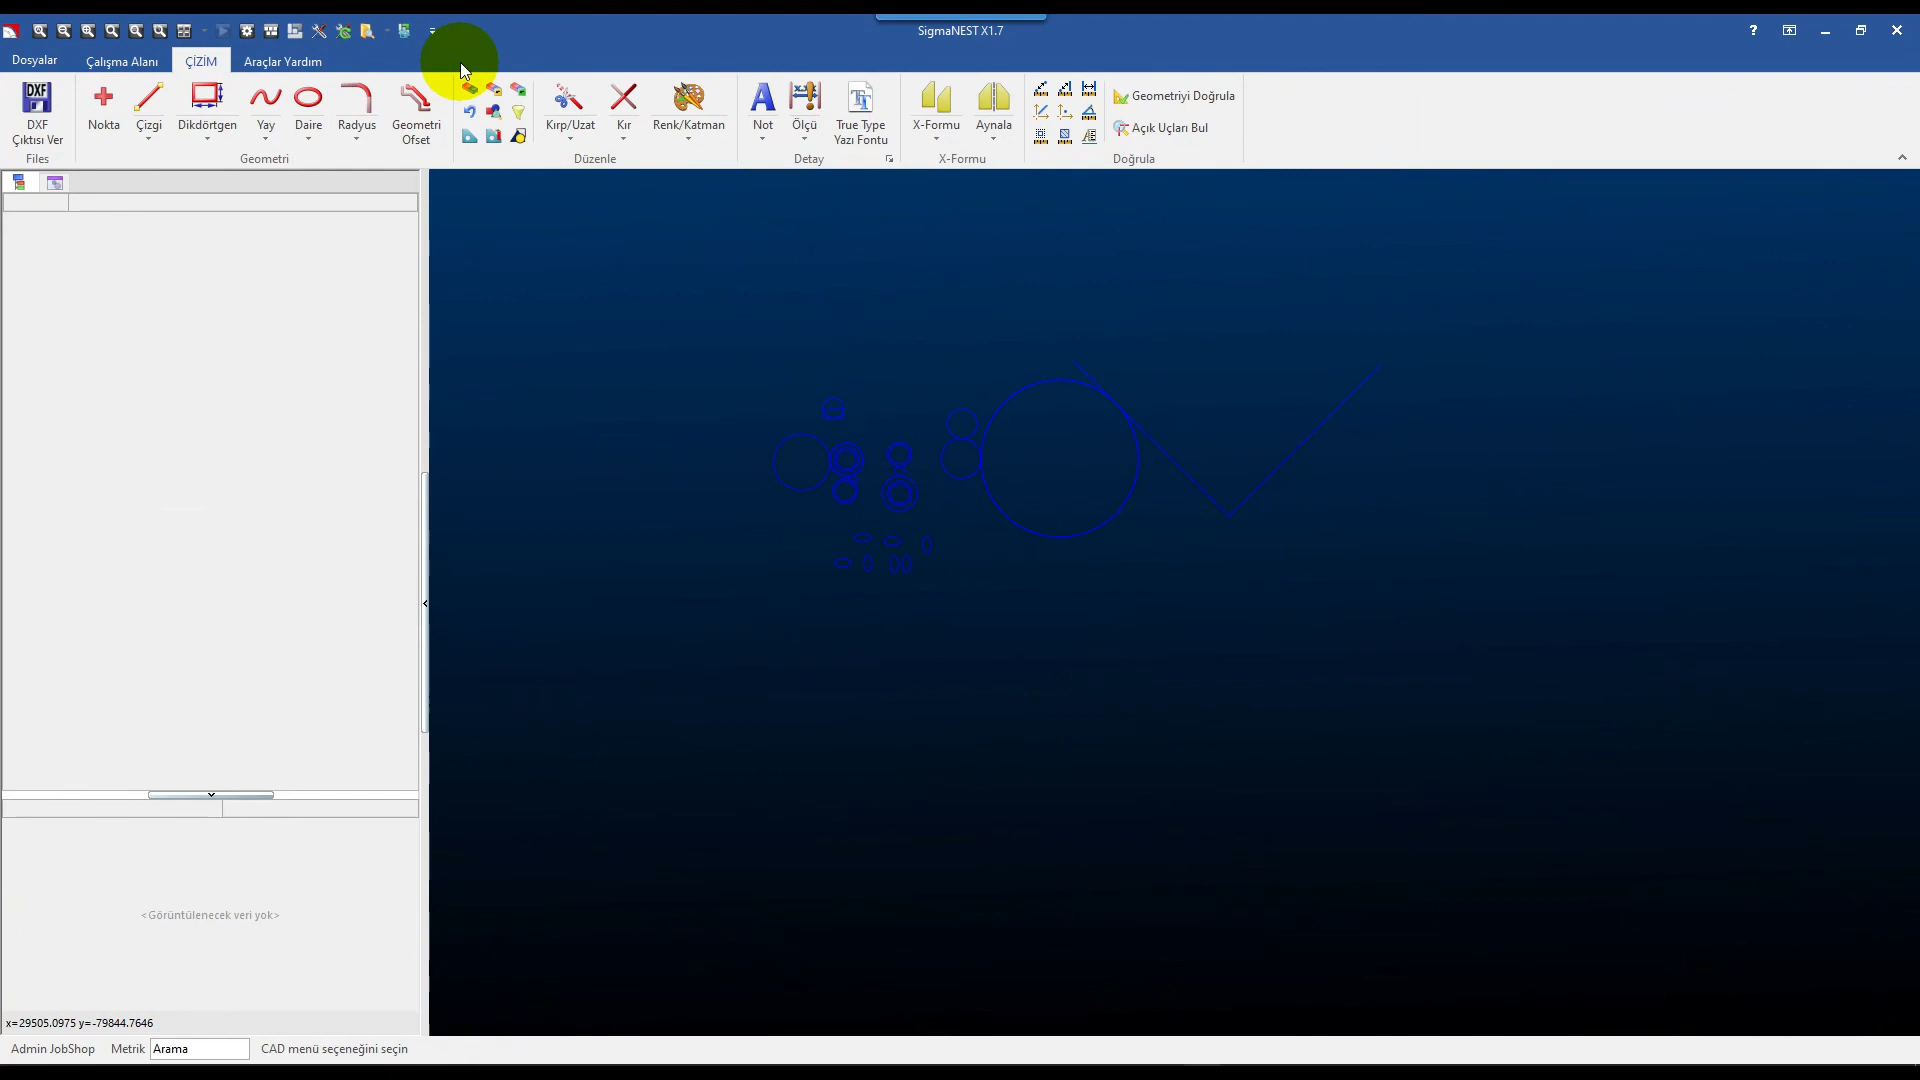 SigmaNEST X1.7
?
Dosyalar
Çalışma Alanı
ÇİZİM
Araçlar Yardım
DXF
DXF
Çıktısı Ver
Nokta
Çizgi
Dikdörtgen
Yay
Daire
Radyus
Geometri
Ofset
Kırp/Uzat
Kır
Renk/Katman
A
Not
X.XX
Ölçü
TT
True Type
Yazı Fontu
X-Formu
Aynala
Geometriyi Doğrula
Açık Uçları Bul
Files
Geometri
Düzenle
Detay
X-Formu
Doğrula
<Görüntülenecek veri yok>
x=29505.0975 y=-79844.7646
Admin JobShop
Metrik
Arama
CAD menü seçeneğini seçin